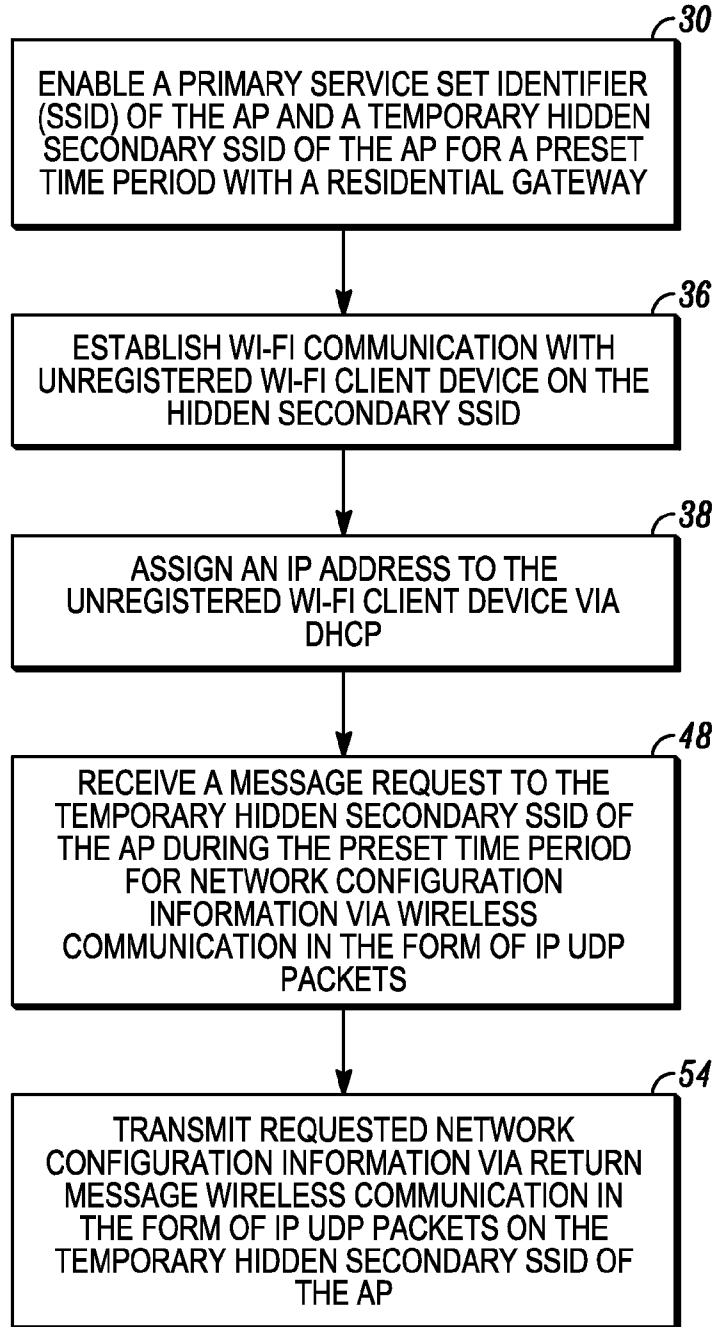 30
ENABLE A PRIMARY SERVICE SET IDENTIFIER
(SSID) OF THE AP AND A TEMPORARY HIDDEN
SECONDARY SSID OF THE AP FOR A PRESET
TIME PERIOD WITH A RESIDENTIAL GATEWAY
36
ESTABLISH WI-FI COMMUNICATION WITH
UNREGISTERED WI-FI CLIENT DEVICE ON THE
HIDDEN SECONDARY SSID
38
ASSIGN AN IP ADDRESS TO THE
UNREGISTERED WI-FI CLIENT DEVICE VIA
DHCP
48
RECEIVE A MESSAGE REQUEST TO THE
TEMPORARY HIDDEN SECONDARY SSID OF
THE AP DURING THE PRESET TIME PERIOD
FOR NETWORK CONFIGURATION
INFORMATION VIA WIRELESS
COMMUNICATION IN THE FORM OF IP UDP
PACKETS
54
TRANSMIT REQUESTED NETWORK
CONFIGURATION INFORMATION VIA RETURN
MESSAGE WIRELESS COMMUNICATION IN
THE FORM OF IP UDP PACKETS ON THE
TEMPORARY HIDDEN SECONDARY SSID OF
THE AP